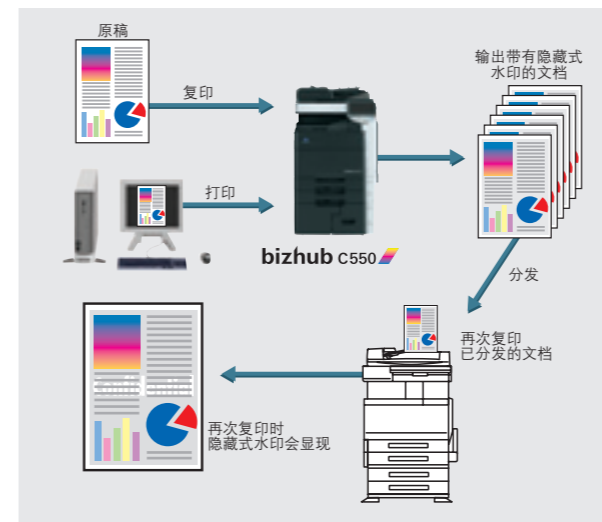 原稿
复印
输出带有隐藏式
水印的文档
打印
bizhub C550
分发
再次复印
已分发的文档
再次复印时
隐藏式水印会显现